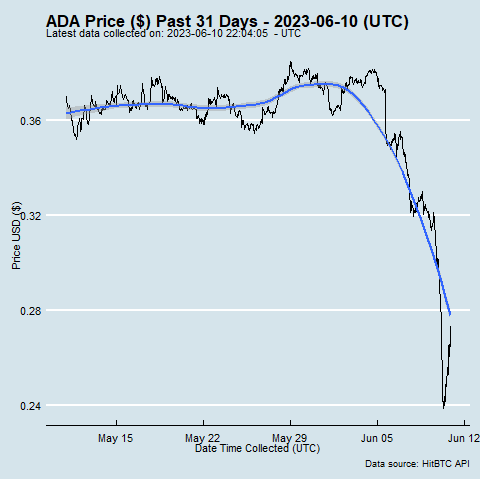 ADA Price ($) Past 31 Days - 2023-06-10 (UTC)
Latest data collected on: 2023-06-10 22:04:05 - UTC
0.36
0.32
0.28
0.24
Price USD ($)
May 15
May 22
May 29
Jun 05
Jun 12
Date Time Collected (UTC)
Data source: HitBTC API